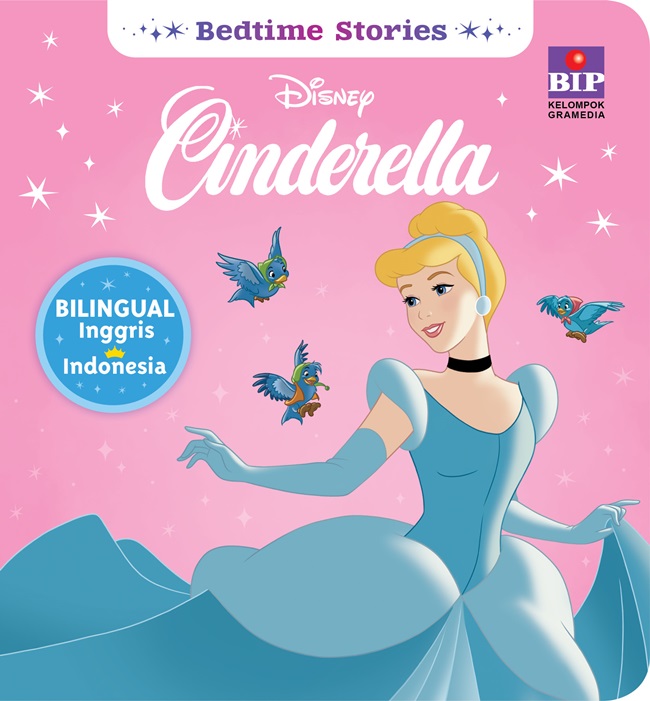 Bedtime Stories
Disney
Cinderella
BIP
KELOMPOK
GRAMEDIA
BILINGUAL
Inggris
Indonesia